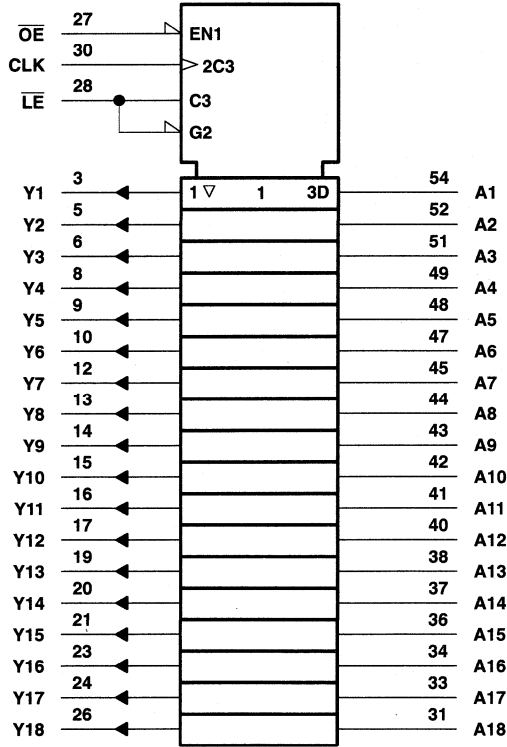 OE 27 EN1
CLK 30 2C3
LE 28 C3
G2
Y1 3 1 ▽ 1 3D 54 A1
Y2 5 52 A2
Y3 6 51 A3
Y4 8 49 A4
Y5 9 48 A5
Y6 10 47 A6
Y7 12 45 A7
Y8 13 44 A8
Y9 14 43 A9
Y10 15 42 A10
Y11 16 41 A11
Y12 17 40 A12
Y13 19 38 A13
Y14 20 37 A14
Y15 21 36 A15
Y16 23 34 A16
Y17 24 33 A17
Y18 26 31 A18